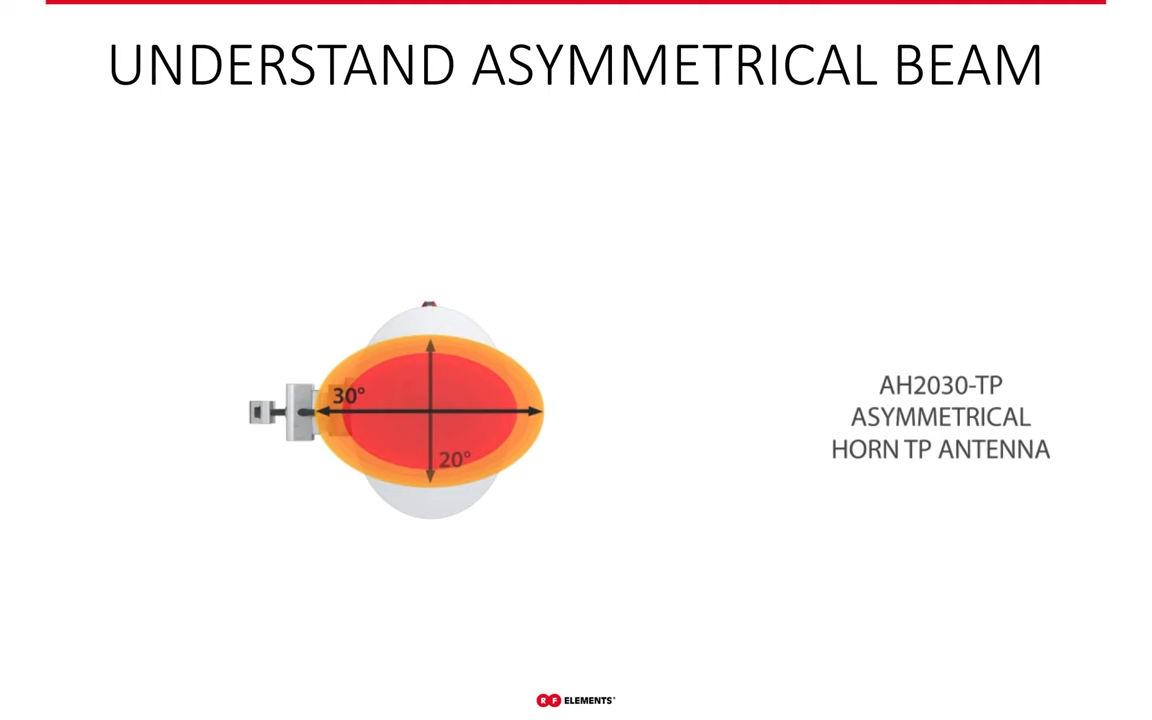 UNDERSTAND ASYMMETRICAL BEAM
30°
20°
AH2030-TP
ASYMMETRICAL
HORN TP ANTENNA
RF ELEMENTS